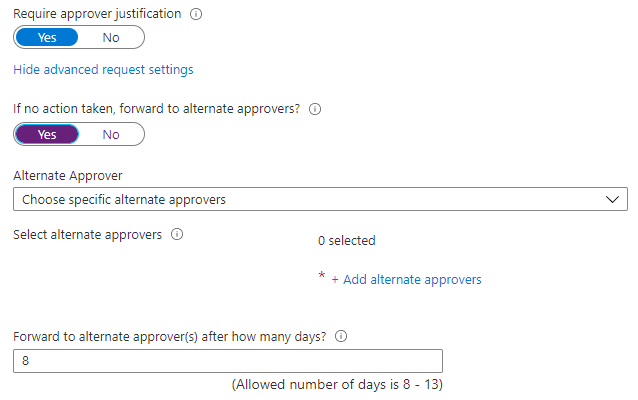 Require approver justification
Yes No
Hide advanced request settings
If no action taken, forward to alternate approvers?
Yes No
Alternate Approver
Choose specific alternate approvers
Select alternate approvers
0 selected
* + Add alternate approvers
Forward to alternate approver(s) after how many days?
8
(Allowed number of days is 8 - 13)